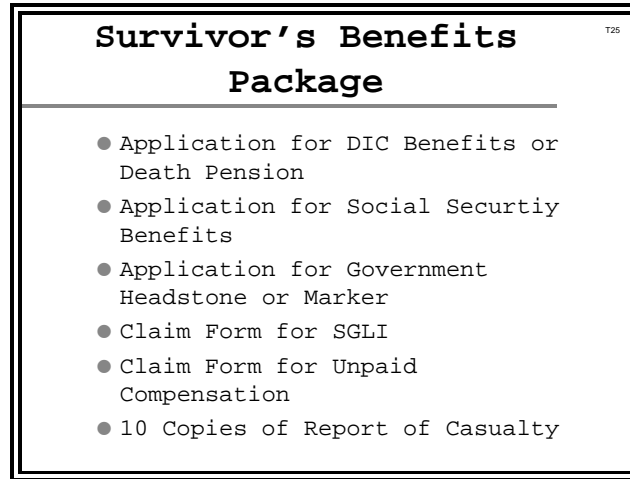 Survivor's Benefits
Package
T25
● Application for DIC Benefits or
Death Pension
● Application for Social Securtiy
Benefits
● Application for Government
Headstone or Marker
● Claim Form for SGLI
● Claim Form for Unpaid
Compensation
● 10 Copies of Report of Casualty